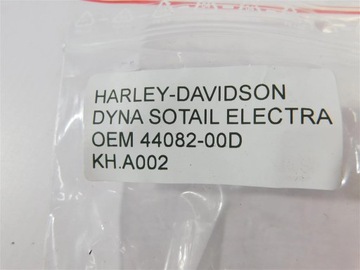 HARLEY-DAVIDSON
DYNA SOTAIL ELECTRA
OEM 44082-00D
KH.A002